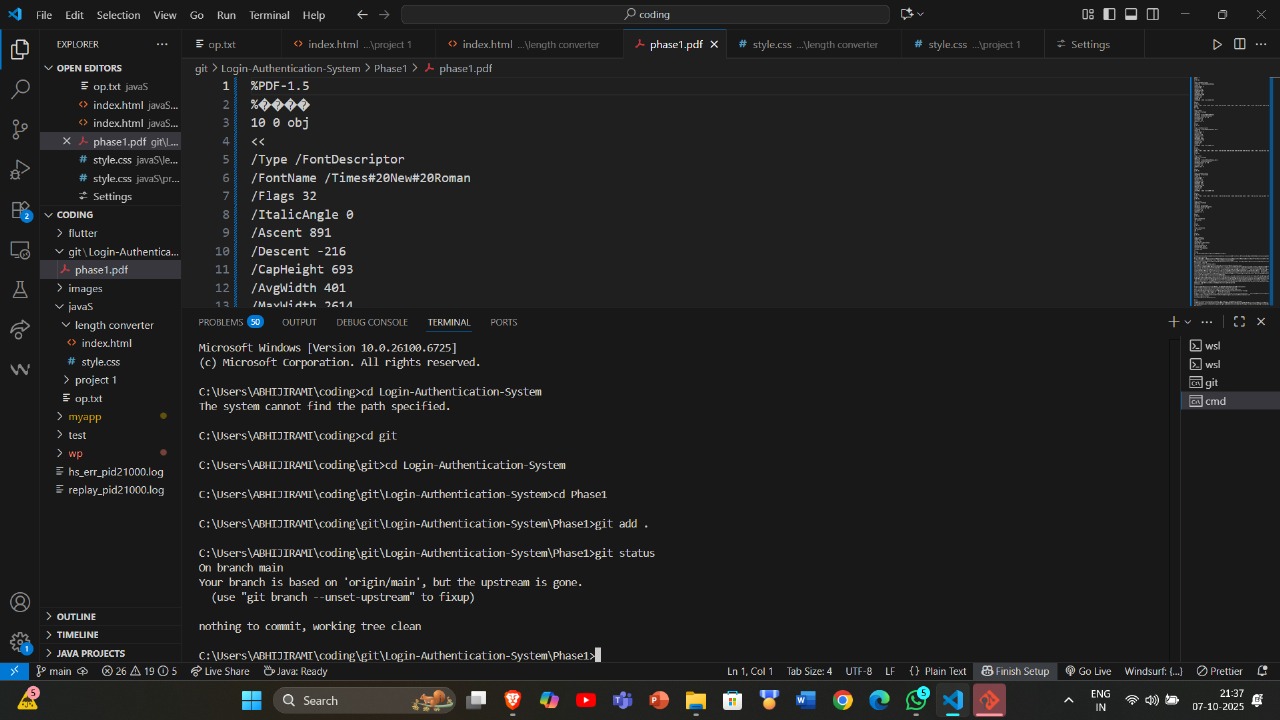 File Edit Selection View Go Run Terminal Help
coding
EXPLORER
OPEN EDITORS
op.txt javaS
index.html javaS...
index.html javaS...
phase1.pdf git\L...
style.css javaS\le...
style.css javaS\pr...
Settings
CODING
flutter
git\Login-Authentica...
phase1.pdf
images
javaS
length converter
index.html
style.css
project 1
op.txt
myapp
test
wp
hs_err_pid21000.log
replay_pid21000.log
OUTLINE
TIMELINE
JAVA PROJECTS
2
1
op.txt
index.html ...\project 1
index.html ...\length converter
phase1.pdf
style.css ...\length converter
style.css ...\project 1
Settings
git > Login-Authentication-System > Phase1 > phase1.pdf
1 %PDF-1.5
2 %����
3 10 0 obj
4 <<
5 /Type /FontDescriptor
6 /FontName /Times#20New#20Roman
7 /Flags 32
8 /ItalicAngle 0
9 /Ascent 891
10 /Descent -216
11 /CapHeight 693
12 /AvgWidth 401
13 /MaxWidth 2614
PROBLEMS 50 OUTPUT DEBUG CONSOLE TERMINAL PORTS
Microsoft Windows [Version 10.0.26100.6725]
(c) Microsoft Corporation. All rights reserved.
C:\Users\ABHIJIRAMI\coding>cd Login-Authentication-System
The system cannot find the path specified.
C:\Users\ABHIJIRAMI\coding>cd git
C:\Users\ABHIJIRAMI\coding\git>cd Login-Authentication-System
C:\Users\ABHIJIRAMI\coding\git\Login-Authentication-System>cd Phase1
C:\Users\ABHIJIRAMI\coding\git\Login-Authentication-System\Phase1>git add .
C:\Users\ABHIJIRAMI\coding\git\Login-Authentication-System\Phase1>git status
On branch main
Your branch is based on 'origin/main', but the upstream is gone.
(use "git branch --unset-upstream" to fixup)
nothing to commit, working tree clean
C:\Users\ABHIJIRAMI\coding\git\Login-Authentication-System\Phase1>
wsl
wsl
git
cmd
main 26 19 5 Live Share Java: Ready Ln 1, Col 1 Tab Size: 4 UTF-8 LF {} Plain Text Finish Setup Go Live Windsurf: {...} Prettier
5
Search
5
ENG
IN
21:37
07-10-2025